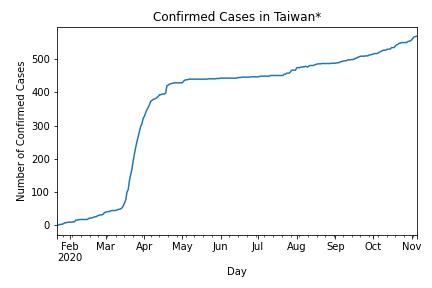 Confirmed Cases in Taiwan*
Number of Confirmed Cases
500
400
300
200
100
0
Feb Mar Apr May Jun Jul Aug Sep Oct Nov
2020
Day